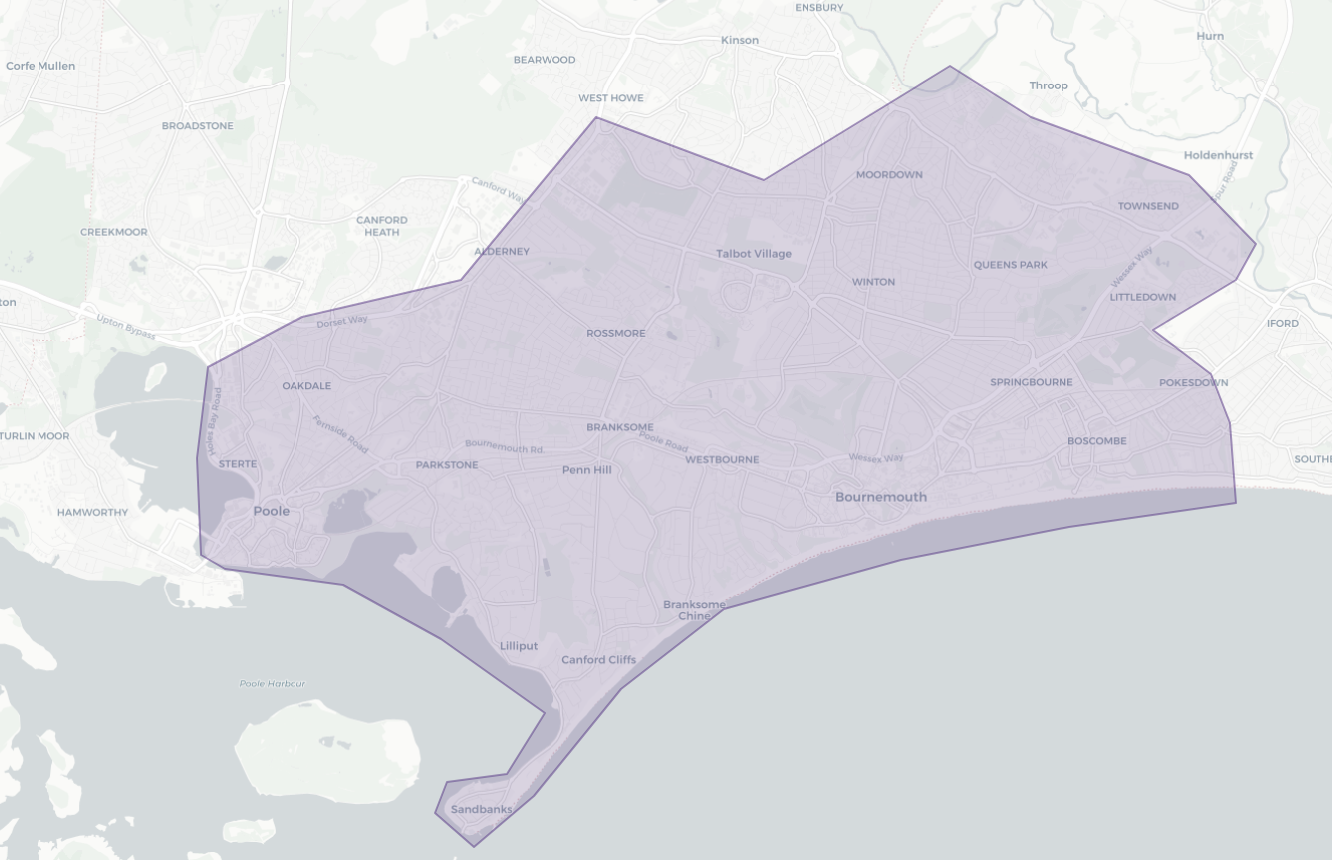 ENSBURY
Hurn
Kinson
Corfe Mullen
BEARWOOD
Throop
WEST HOWE
BROADSTONE
Holdenhurst
MOORDOWN
pur Road
Canford Way
TOWNSEND
CANFORD
HEATH
CREEKMOOR
ALDERNEY
Talbot Village
QUEENS PARK
Wessex Way
WINTON
LITTLEDOWN
ton
Upton Bypass
Dorset Way
IFORD
ROSSMORE
OAKDALE
SPRINGBOURNE
POKESDOWN
Holes Bay Road
TURLIN MOOR
Fernside Road
BRANKSOME
Poole Road
BOSCOMBE
Bournemouth Rd
STERTE
PARKSTONE
Penn Hill
WESTBOURNE
Wessex Way
SOUTH
Bournemouth
HAMWORTHY
Poole
Branksome
Chine
Lilliput
Canford Cliffs
Poole Harbour
Sandbanks